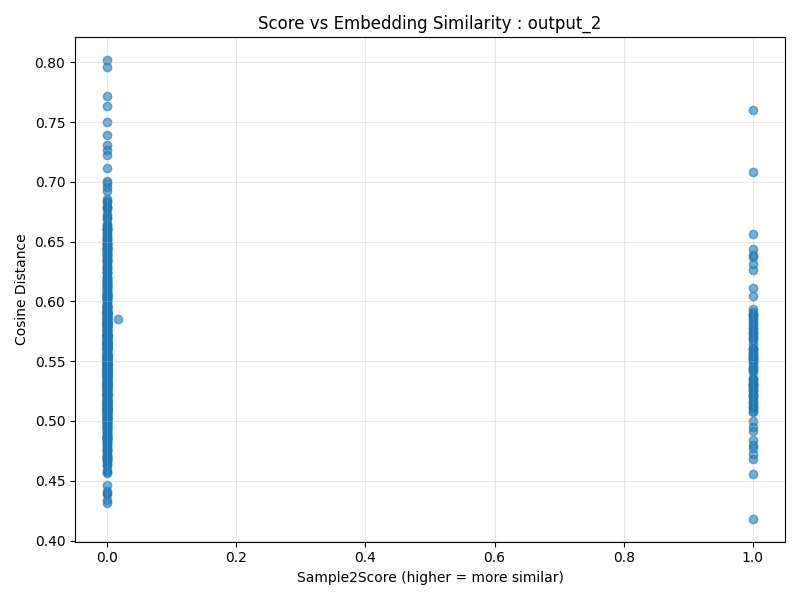 Score vs Embedding Similarity : output_2
Cosine Distance
0.80
0.75
0.70
0.65
0.60
0.55
0.50
0.45
0.40
0.0 0.2 0.4 0.6 0.8 1.0
Sample2Score (higher = more similar)